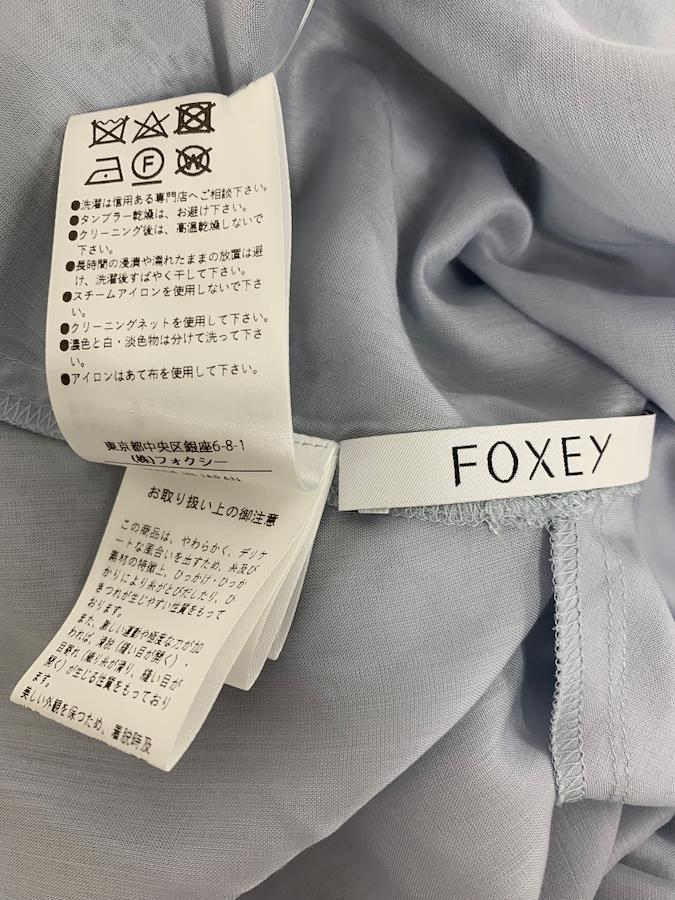 F
W
●洗濯は信用ある専門店へご相談下さい。
●タンブラー乾燥は、お避け下さい。
●クリーニング後は、高温乾燥しないで
下さい。
●長時間の浸漬や濡れたままの放置は避
け、洗濯後すばやく干して下さい。
●スチームアイロンを使用しないで下さ
い。
●クリーニングネットを使用して下さい。
●濃色と白・淡色物は分けて洗って下さ
い。
●アイロンはあて布を使用して下さい。
東京都中央区銀座6-8-1
(株)フォクシー
FOXEY
お取り扱い上の御注意
この商品は、やわらかく、デリケ
ートな風合いを出すため、糸及び
素材の特徴上、ひっかけ・ひっか
かりにより糸がとびだしたり、ひ
きつれが生じやすい性質をもって
おります。
また、激しい運動や極度な力が加
われば、滑脱（縫い目が開く）、
目寄れ（織り糸が滑り、縫い目が
開く）が生じる性質をもっており
ます。
美しい外観を保つため、着脱時及